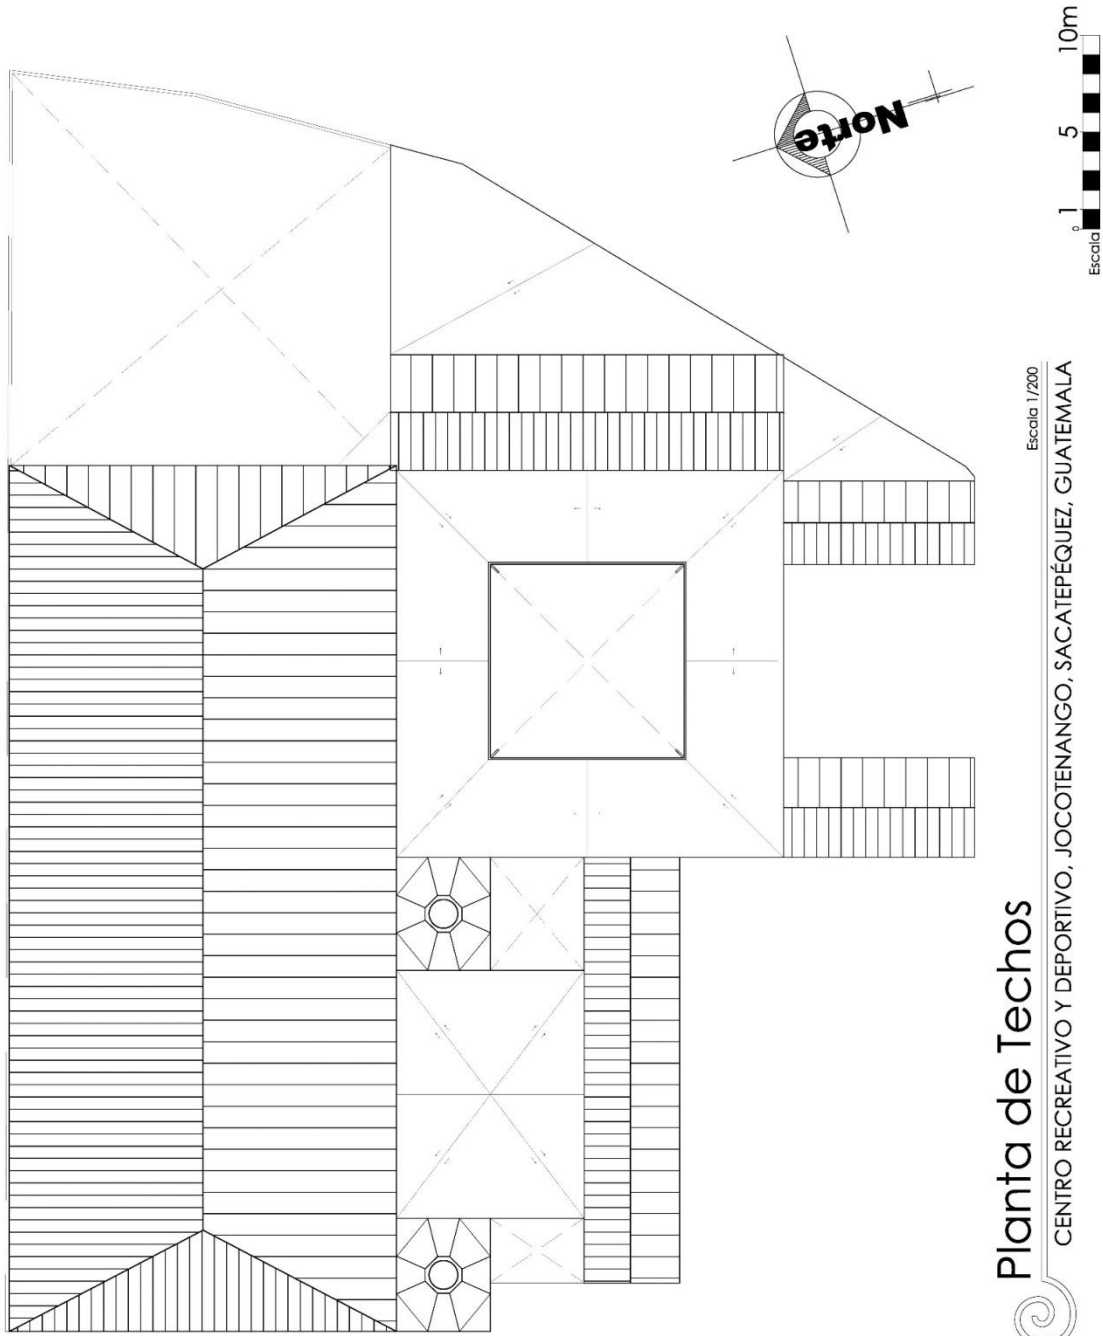 Planta de Techos
Escala 1/200
CENTRO RECREATIVO Y DEPORTIVO, JOCOTENANGO, SACATEPÉQUEZ, GUATEMALA
Norte
0 1 5 10m
Escala